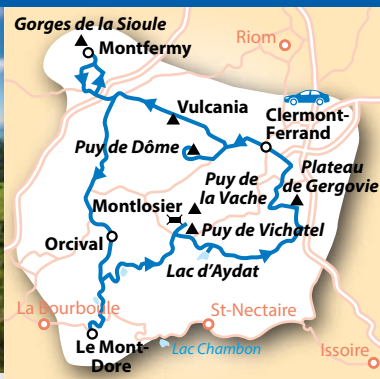 Gorges de la Sioule
Montfermy
Riom
Vulcania
Clermont-
Ferrand
Puy de Dôme
Plateau
de Gergovie
Puy de
la Vache
Montlosier
Puy de Vichatel
Orcival
Lac d'Aydat
La Bourboule
St-Nectaire
Le Mont-
Dore
Lac Chambon
Issoire